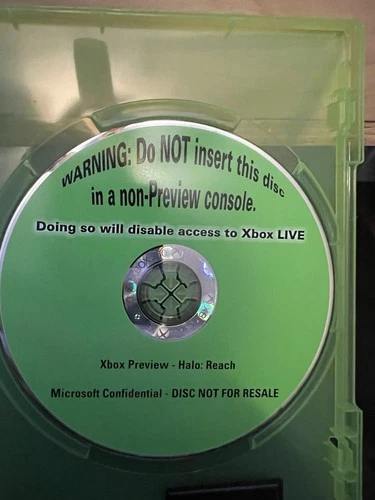 WARNING: Do NOT insert this disc
in a non-Preview console.
Doing so will disable access to Xbox LIVE
Xbox Preview - Halo: Reach
Microsoft Confidential - DISC NOT FOR RESALE